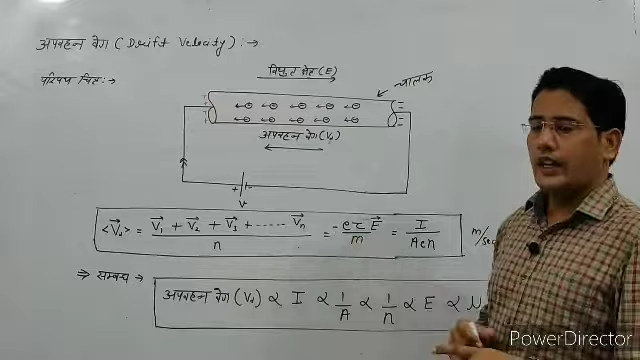 अपवहन वेग (Drift Velocity) :→
परिपथ चित्र :→
विद्युत क्षेत्र (E)
चालक
अपवहन वेग (Vd)
+ -
V
<V⃗d> = (V⃗1 + V⃗2 + V⃗3 + ..... V⃗n) / n = -eτE⃗ / m = I / Aen m/sec
⇒ सम्बन्ध →
अपवहन वेग (Vd) ∝ I ∝ 1/A ∝ 1/n ∝ E ∝ μ
PowerDirector